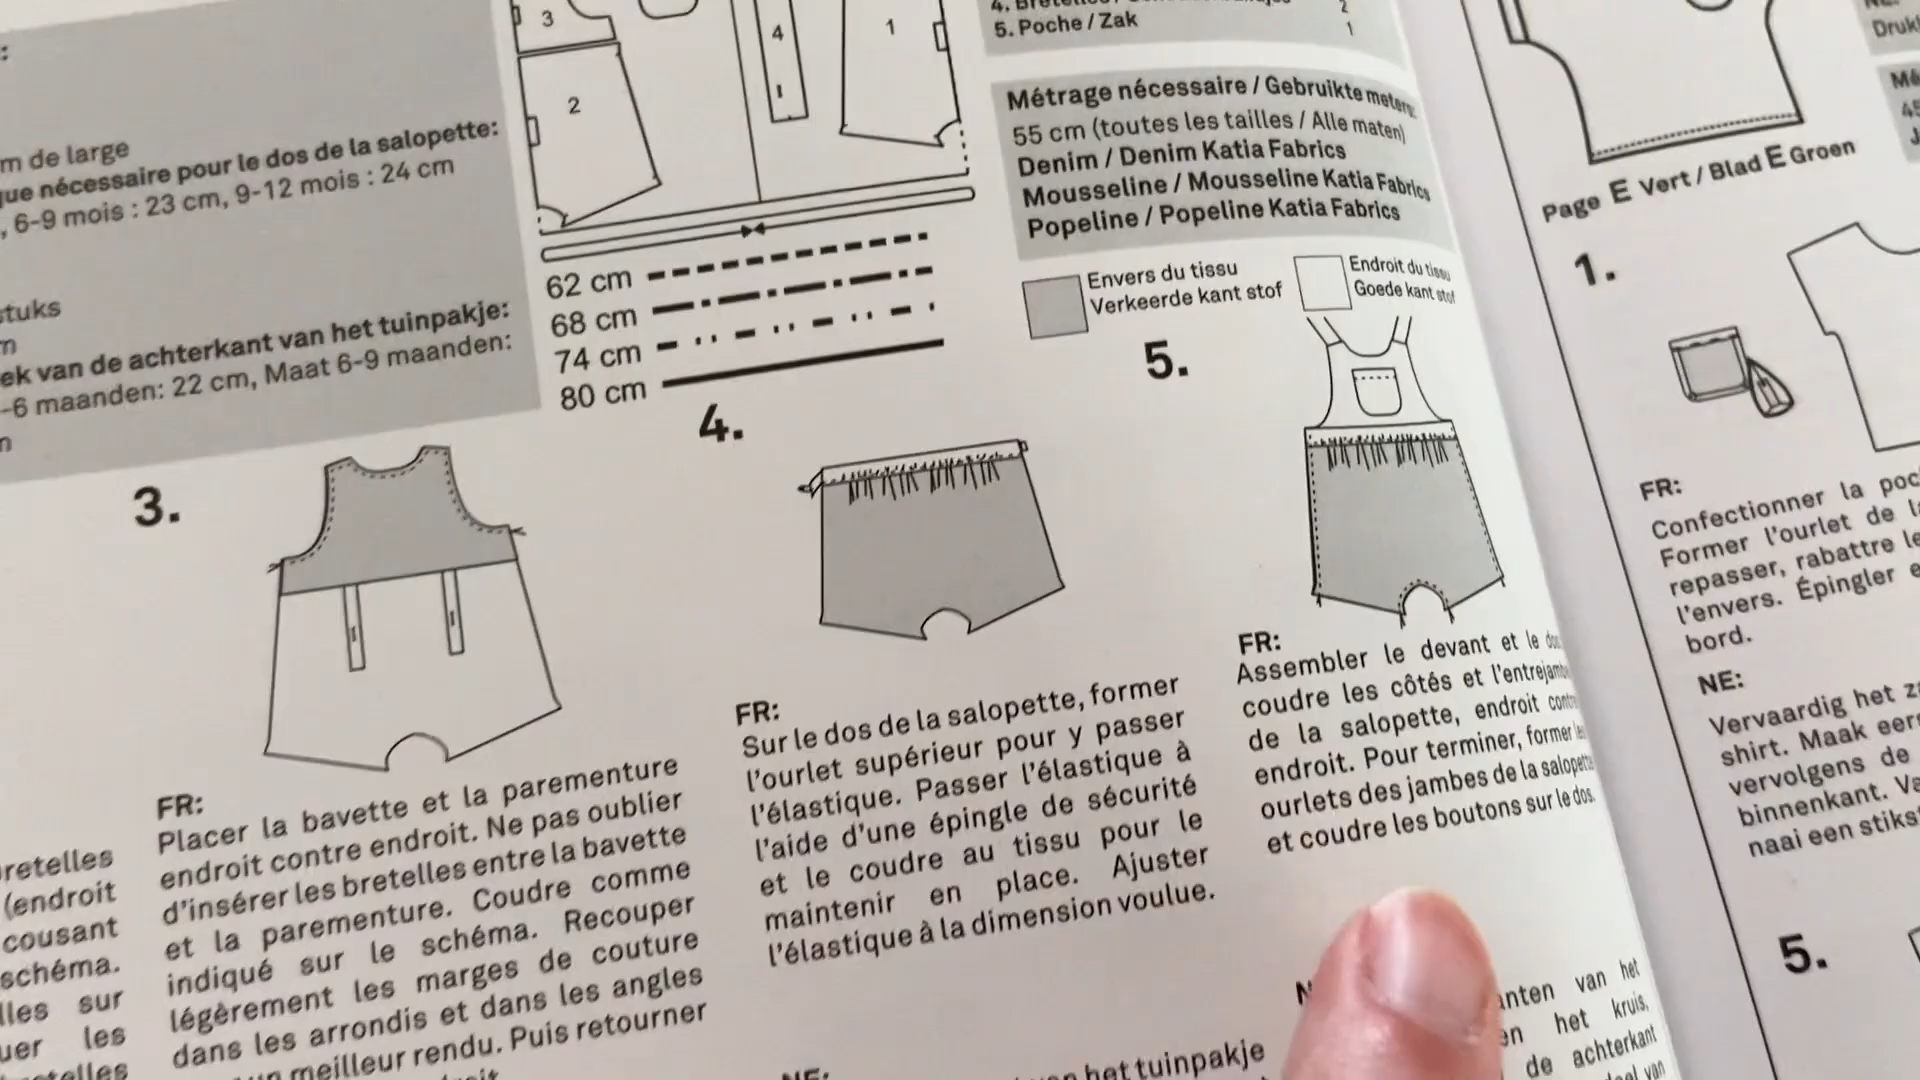 m de large
que nécessaire pour le dos de la salopette:
, 6-9 mois : 23 cm, 9-12 mois : 24 cm
stuks
ek van de achterkant van het tuinpakje:
-6 maanden: 22 cm, Maat 6-9 maanden:
3
2
4
1
62 cm
68 cm
74 cm
80 cm
2
5. Poche / Zak
1
Métrage nécessaire / Gebruikte meters:
55 cm (toutes les tailles / Alle maten)
Denim / Denim Katia Fabrics
Mousseline / Mousseline Katia Fabrics
Popeline / Popeline Katia Fabrics
Envers du tissu
Verkeerde kant stof
Endroit du tissu
Goede kant stof
3.
FR:
Placer la bavette et la parementure
endroit contre endroit. Ne pas oublier
d'insérer les bretelles entre la bavette
et la parementure. Coudre comme
indiqué sur le schéma. Recouper
légèrement les marges de couture
dans les arrondis et dans les angles
meilleur rendu. Puis retourner
retelles
(endroit
cousant
schéma.
lles sur
uer les
4.
FR:
Sur le dos de la salopette, former
l'ourlet supérieur pour y passer
l'élastique. Passer l'élastique à
l'aide d'une épingle de sécurité
et le coudre au tissu pour le
maintenir en place. Ajuster
l'élastique à la dimension voulue.
NE:
het tuinpakje
5.
FR:
Assembler le devant et le dos
coudre les côtés et l'entrejambe
de la salopette, endroit contre
endroit. Pour terminer, former les
ourlets des jambes de la salopette
et coudre les boutons sur le dos.
anten van het
en het kruis,
de achterkant
van
Page E Vert / Blad E Groen
1.
FR:
Confectionner la poc
Former l'ourlet de l
repasser, rabattre le
l'envers. Épingler e
bord.
NE:
Vervaardig het za
shirt. Maak eers
vervolgens de
binnenkant. Va
naai een stiks
5.
Druk
Mé
45
J